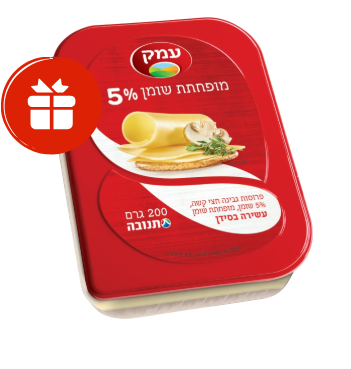 עמק
מופחתת שומן 5%
פרוסות גבינה חצי קשה,
5% שומן, מופחתת שומן
עשירה בסידן
200 גרם
תנובה